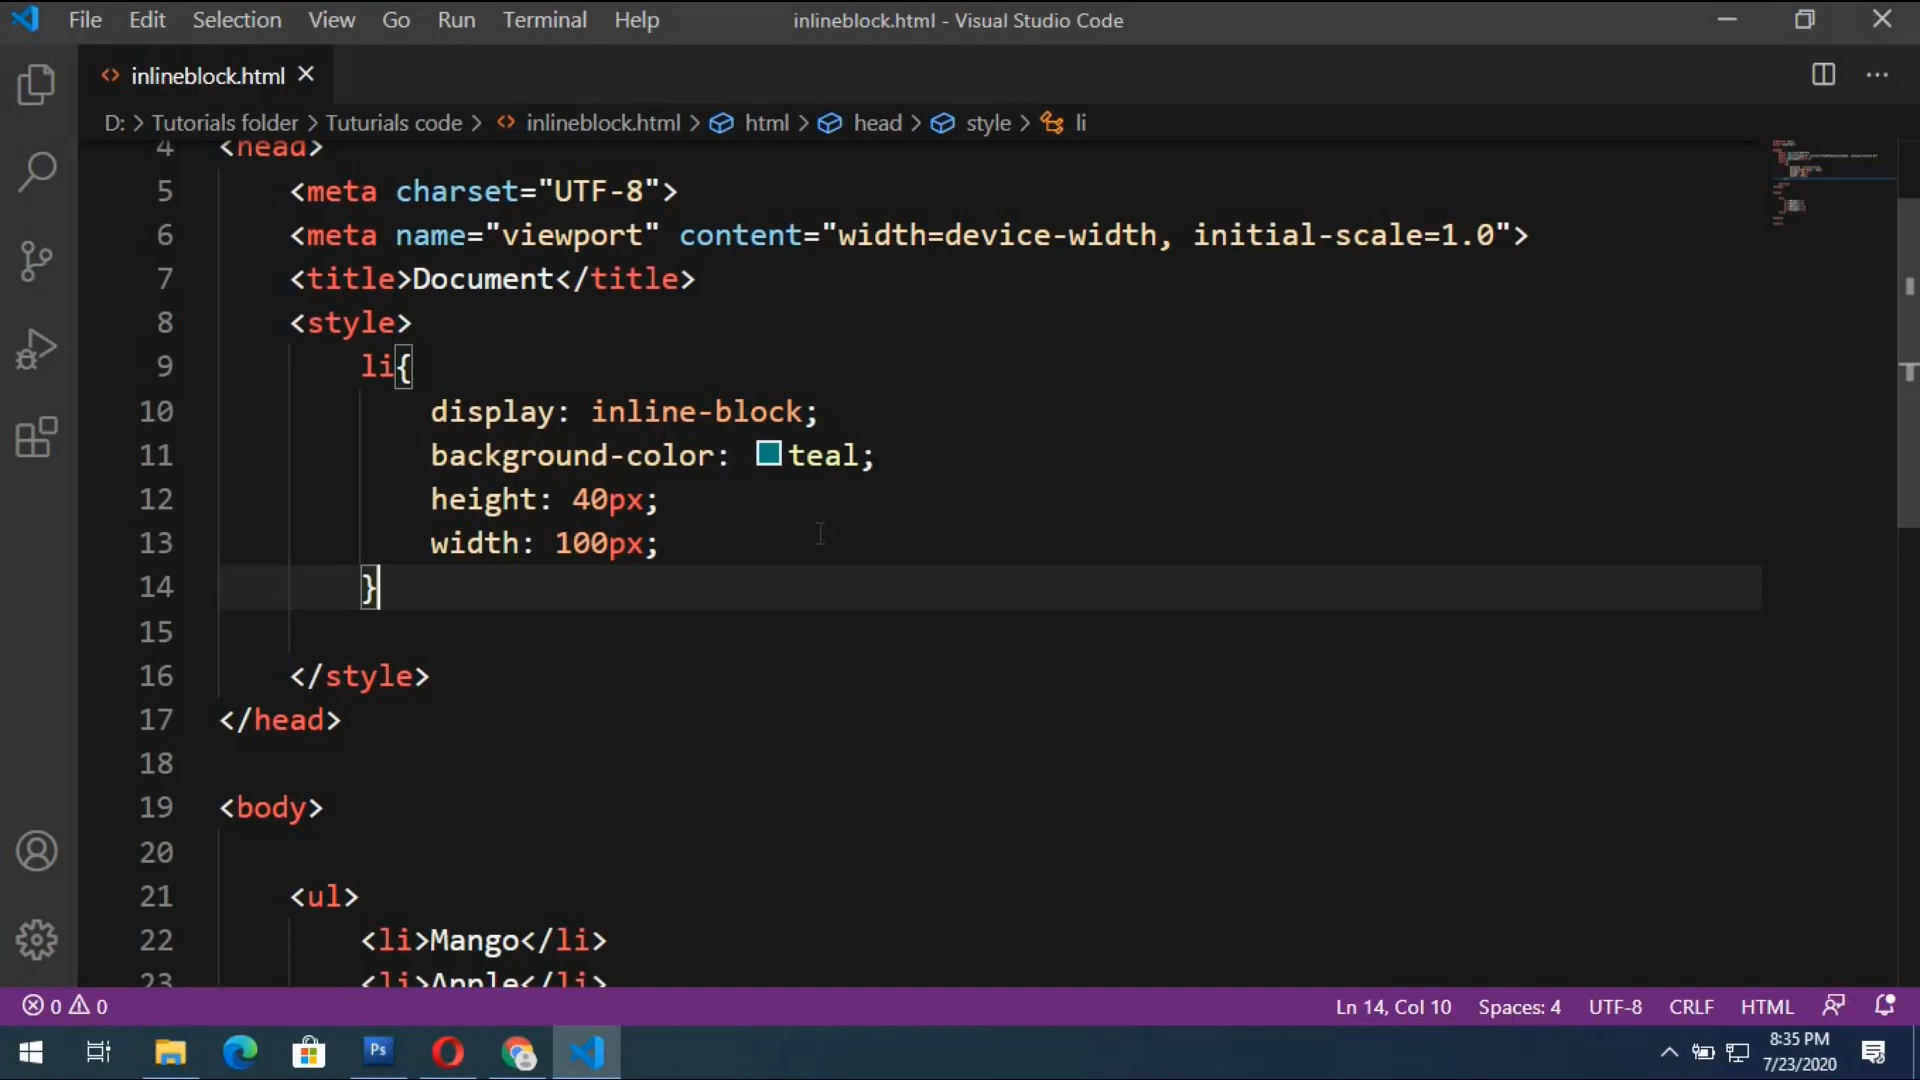 File Edit Selection View Go Run Terminal Help inlineblock.html - Visual Studio Code
inlineblock.html
D: > Tutorials folder > Tuturials code > inlineblock.html > html > head > style > li
4 <head>
5 <meta charset="UTF-8">
6 <meta name="viewport" content="width=device-width, initial-scale=1.0">
7 <title>Document</title>
8 <style>
9 li{
10 display: inline-block;
11 background-color: teal;
12 height: 40px;
13 width: 100px;
14 }
15
16 </style>
17 </head>
18
19 <body>
20
21 <ul>
22 <li>Mango</li>
23 <li>Apple</li>
0 0 Ln 14, Col 10 Spaces: 4 UTF-8 CRLF HTML
Ps
8:35 PM
7/23/2020